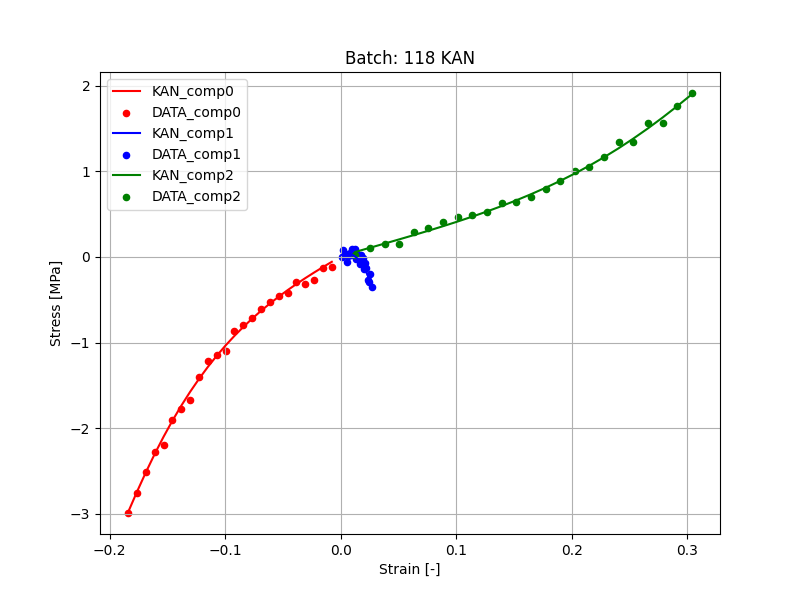 Batch: 118 KAN
KAN_comp0
DATA_comp0
KAN_comp1
DATA_comp1
KAN_comp2
DATA_comp2
2
1
0
−1
−2
−3
Stress [MPa]
−0.2
−0.1
0.0
0.1
0.2
0.3
Strain [-]